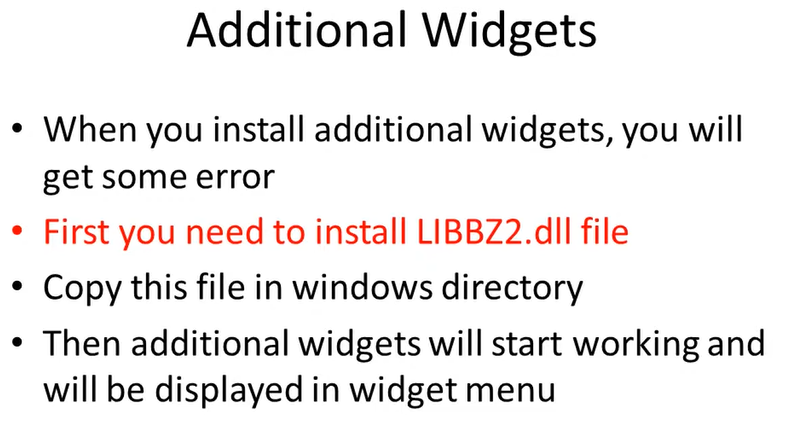 Additional Widgets
• When you install additional widgets, you will
get some error
• First you need to install LIBBZ2.dll file
• Copy this file in windows directory
• Then additional widgets will start working and
will be displayed in widget menu